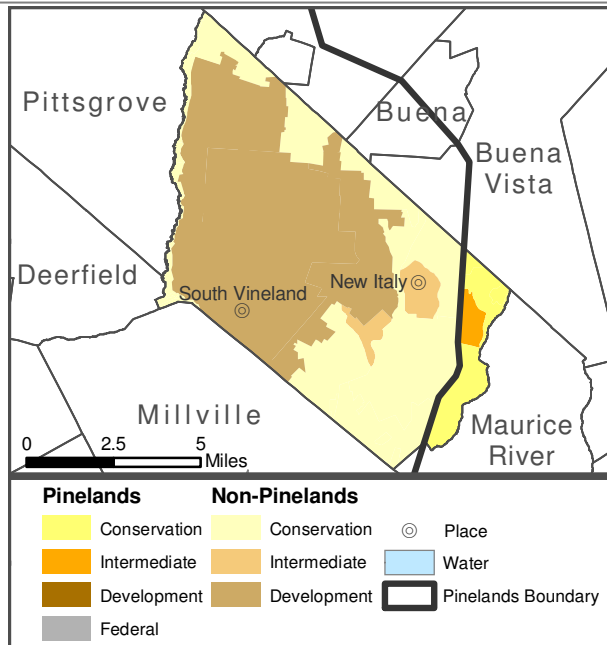 Pittsgrove
Buena
Buena
Vista
Deerfield
South Vineland
New Italy
Millville
Maurice
River
0 2.5 5
Miles
Pinelands Non-Pinelands
Conservation Conservation Place
Intermediate Intermediate Water
Development Development Pinelands Boundary
Federal